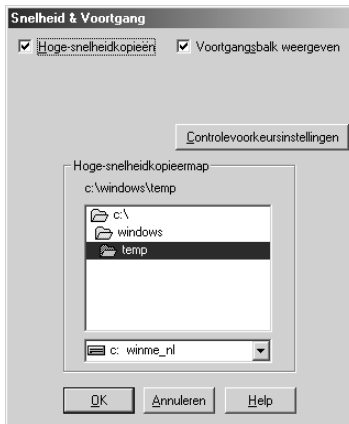 Snelheid & Voortgang
Hoge-snelheidkopieën Voortgangsbalk weergeven
Controlevoorkeursinstellingen
Hoge-snelheidkopieermap
c:\windows\temp
c:\
windows
temp
c: winme_nl
OK Annuleren Help